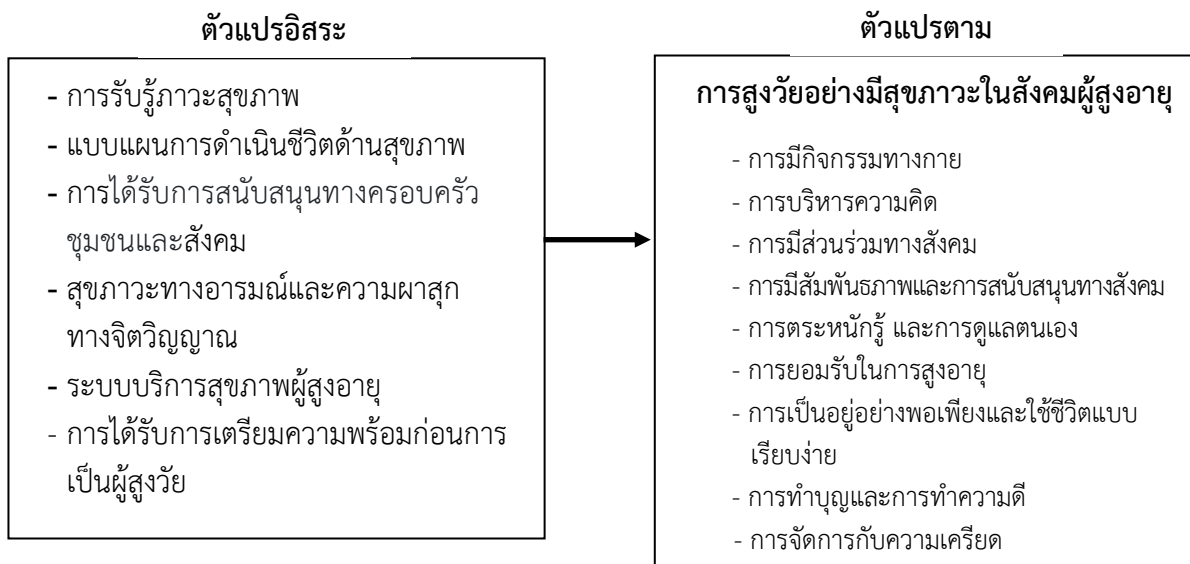 ตัวแปรอิสระ
- การรับรู้ภาวะสุขภาพ
- แบบแผนการดำเนินชีวิตด้านสุขภาพ
- การได้รับการสนับสนุนทางครอบครัว
ชุมชนและสังคม
- สุขภาวะทางอารมณ์และความผาสุก
ทางจิตวิญญาณ
- ระบบบริการสุขภาพผู้สูงอายุ
- การได้รับการเตรียมความพร้อมก่อนการ
เป็นผู้สูงวัย
ตัวแปรตาม
การสูงวัยอย่างมีสุขภาวะในสังคมผู้สูงอายุ
- การมีกิจกรรมทางกาย
- การบริหารความคิด
- การมีส่วนร่วมทางสังคม
- การมีสัมพันธภาพและการสนับสนุนทางสังคม
- การตระหนักรู้ และการดูแลตนเอง
- การยอมรับในการสูงอายุ
- การเป็นอยู่อย่างพอเพียงและใช้ชีวิตแบบ
เรียบง่าย
- การทำบุญและการทำความดี
- การจัดการกับความเครียด